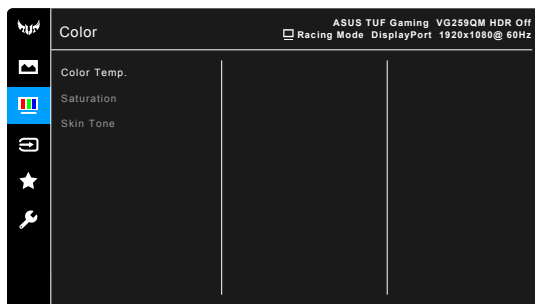 Color
ASUS TUF Gaming VG259QM HDR Off
Racing Mode DisplayPort 1920x1080@ 60Hz
Color Temp.
Saturation
Skin Tone